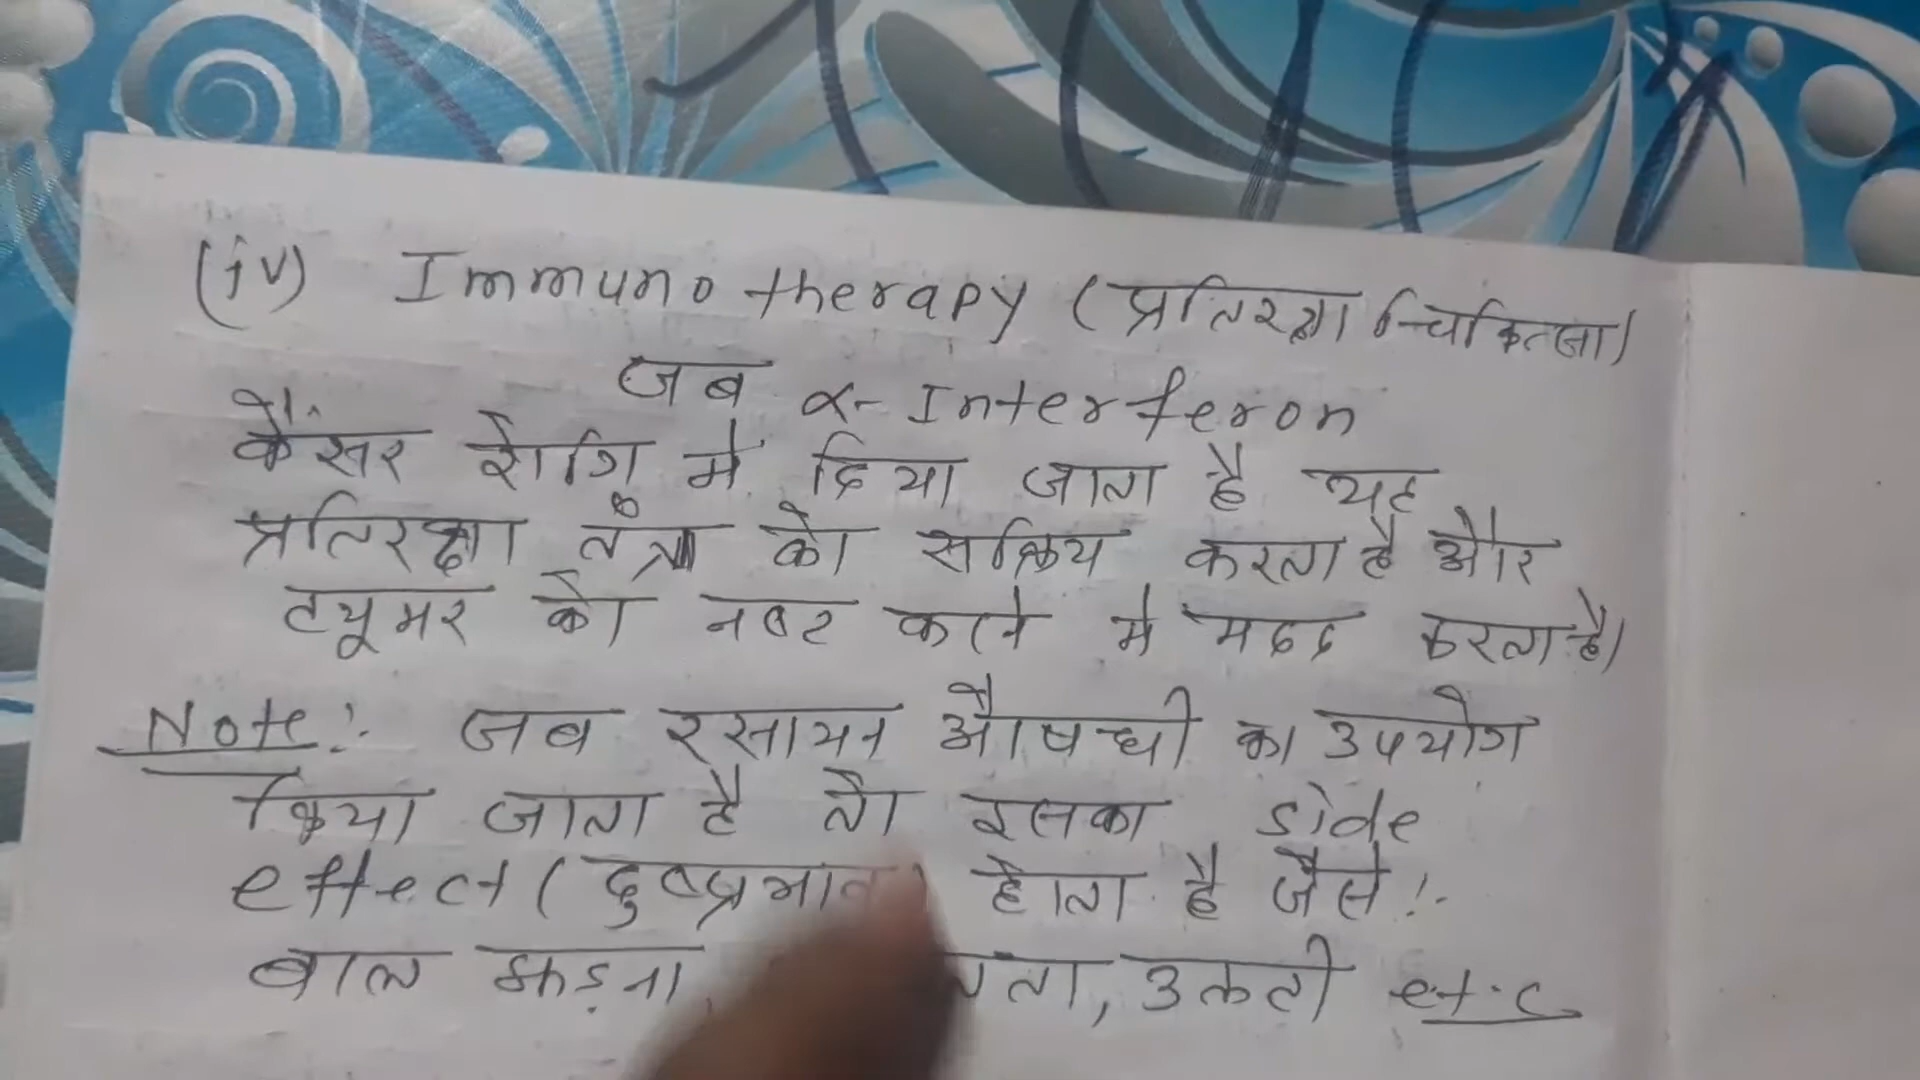 (iv) Immunotherapy (प्रतिरक्षा चिकित्सा)
जब α-Interferon
कैंसर रोगि में दिया जाता है यह
प्रतिरक्षा तंत्र को सक्रिय करता है और
ट्यूमर को नष्ट करने में मदद करता है।
Note:- जब रसायन औषधी का उपयोग
किया जाता है तो इसका side
effect (दुष्प्रभाव) होता है जैसे:-
बाल झड़ना, उलटी etc